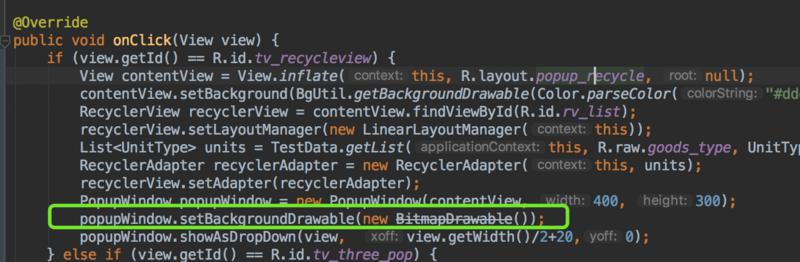 @Override
public void onClick(View view) {
if (view.getId() == R.id.tv_recycleview) {
View contentView = View.inflate( context: this, R.layout.popup_recycle, root: null);
contentView.setBackground(BgUtil.getBackgroundDrawable(Color.parseColor( colorString: "#dd
RecyclerView recyclerView = contentView.findViewById(R.id.rv_list);
recyclerView.setLayoutManager(new LinearLayoutManager( context: this));
List<UnitType> units = TestData.getList( applicationContext: this, R.raw.goods_type, UnitTyp
RecyclerAdapter recyclerAdapter = new RecyclerAdapter( context: this, units);
recyclerView.setAdapter(recyclerAdapter);
PopupWindow popupWindow = new PopupWindow(contentView, width: 400, height: 300);
popupWindow.setBackgroundDrawable(new BitmapDrawable());
popupWindow.showAsDropDown(view, xoff: view.getWidth()/2+20, yoff: 0);
} else if (view.getId() == R.id.tv_three_pop) {